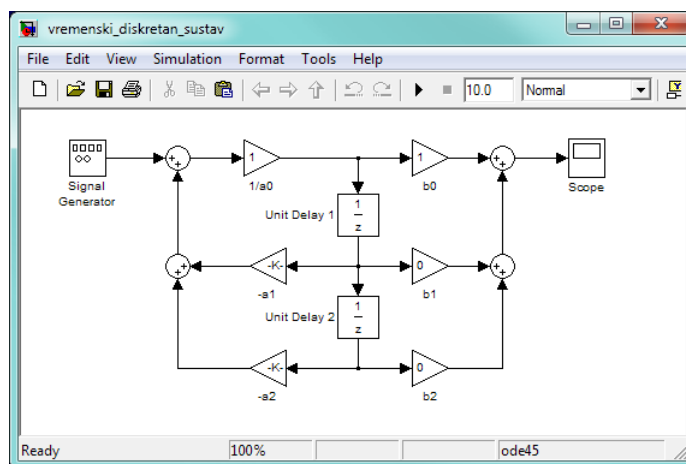 vremenski_diskretan_sustav
File Edit View Simulation Format Tools Help
10.0 Normal
Signal
Generator
1
1/a0
1
b0
Scope
Unit Delay 1
1
z
-K-
-a1
0
b1
Unit Delay 2
1
z
-K-
-a2
0
b2
Ready 100% ode45